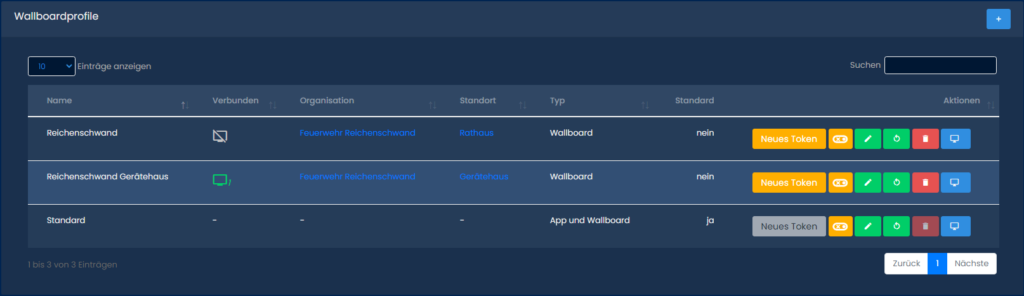 Wallboardprofile
+
10 Einträge anzeigen
Suchen
Name Verbunden Organisation Standort Typ Standard Aktionen
Reichenschwand Feuerwehr Reichenschwand Rathaus Wallboard nein Neues Token
Reichenschwand Gerätehaus Feuerwehr Reichenschwand Gerätehaus Wallboard nein Neues Token
Standard - - - App und Wallboard ja Neues Token
1 bis 3 von 3 Einträgen
Zurück 1 Nächste